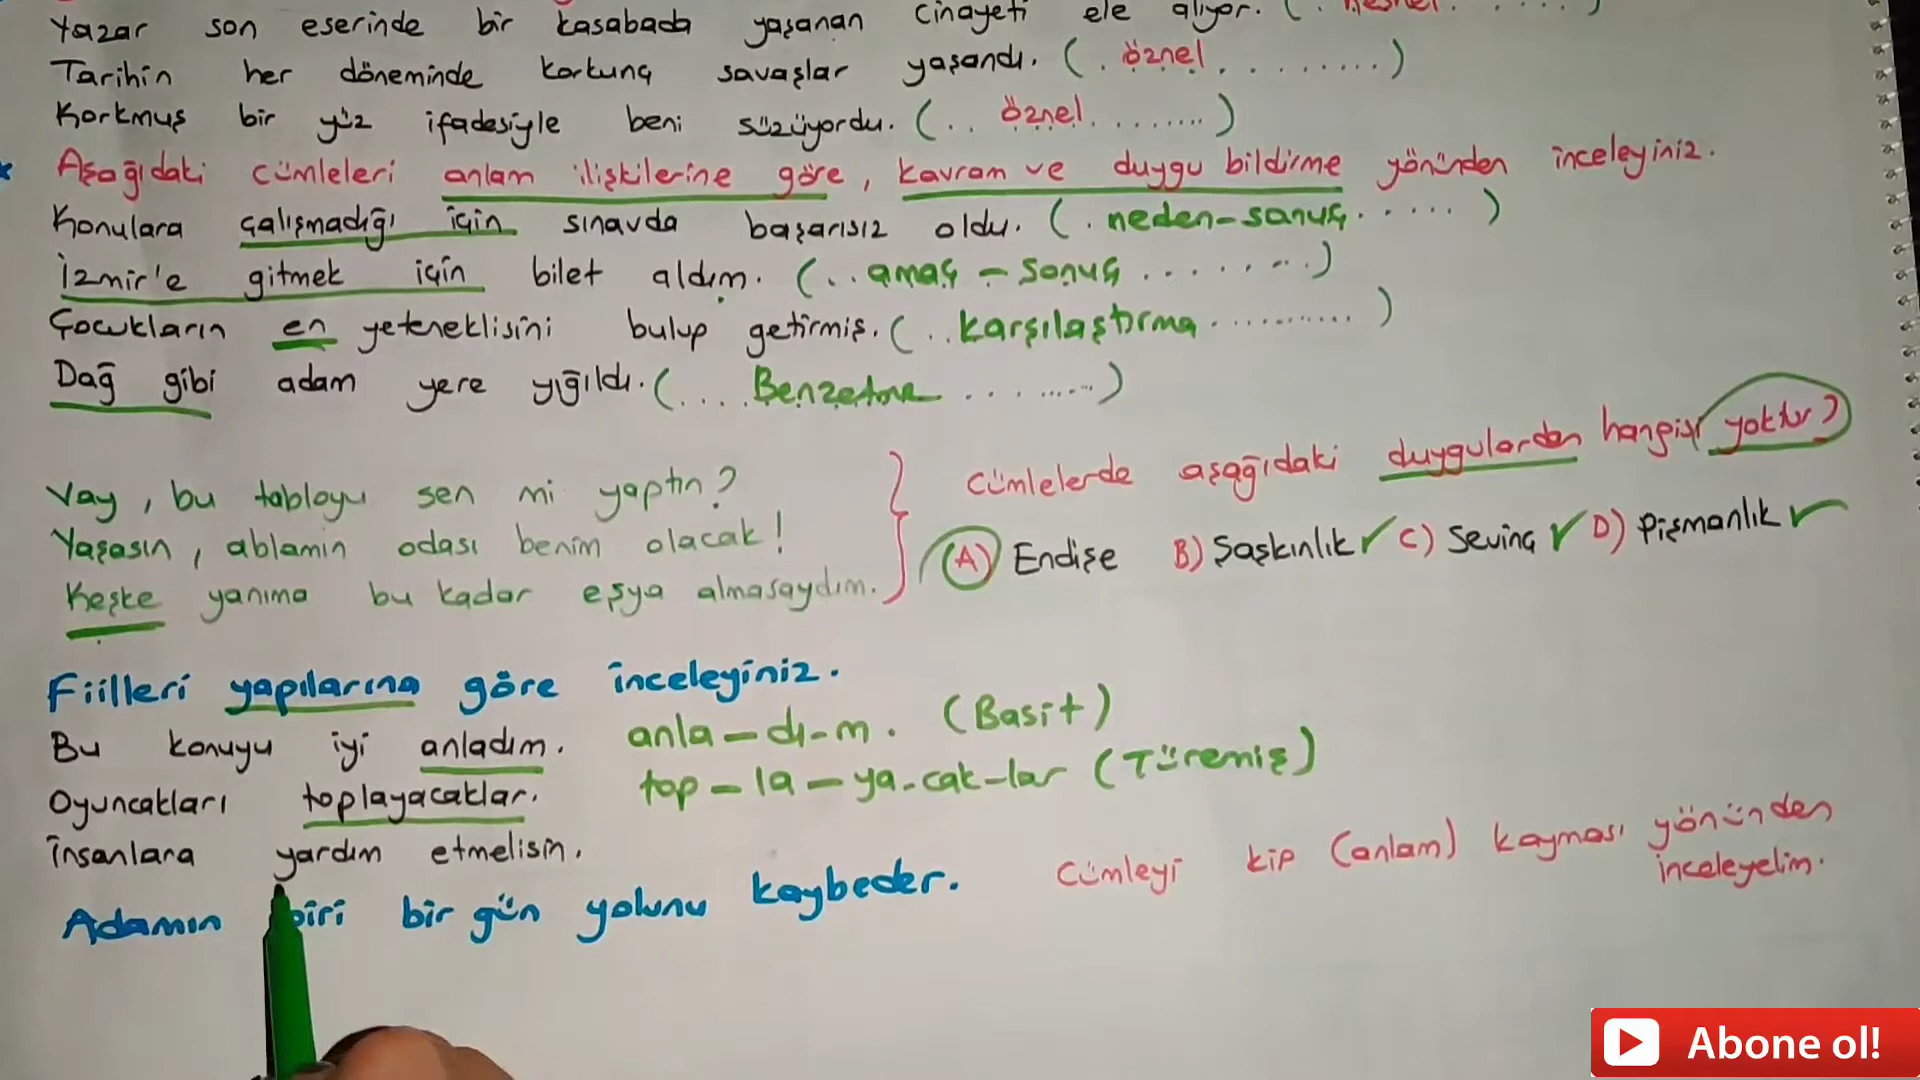 Yazar son eserinde bir kasabada yaşanan cinayeti ele alıyor. (. nesnel. . . . . . )
Tarihin her döneminde korkunç savaşlar yaşandı. (. öznel . . . . . . . . . )
Korkmuş bir yüz ifadesiyle beni süzüyordu. (. . öznel. . . . . . . . )
Aşağıdaki cümleleri anlam ilişkilerine göre, kavram ve duygu bildirme yönünden inceleyiniz.
Konulara çalışmadığı için sınavda başarısız oldu. (. neden-sonuç. . . . . )
İzmir'e gitmek için bilet aldım. (. . amaç - sonuç . . . . . . . . )
Çocukların en yeteneklisini bulup getirmiş. (. . karşılaştırma . . . . . . . . . . )
Dağ gibi adam yere yığıldı. (. . . . Benzetme . . . . . . . . )
Vay, bu tabloyu sen mi yaptın?
Yaşasın, ablamın odası benim olacak!
Keşke yanıma bu kadar eşya almasaydım.
Cümlelerde aşağıdaki duygulardan hangisi yoktur?
A) Endişe B) Şaşkınlık ✓ C) Sevinç ✓ D) Pişmanlık ✓
Fiilleri yapılarına göre inceleyiniz.
Bu konuyu iyi anladım. anla-dı-m. (Basit)
Oyuncakları toplayacaklar. top-la-ya-cak-lar (Türemiş)
İnsanlara yardım etmelisin.
Adamın biri bir gün yolunu kaybeder. Cümleyi kip (anlam) kayması yönünden
inceleyelim.
Abone ol!